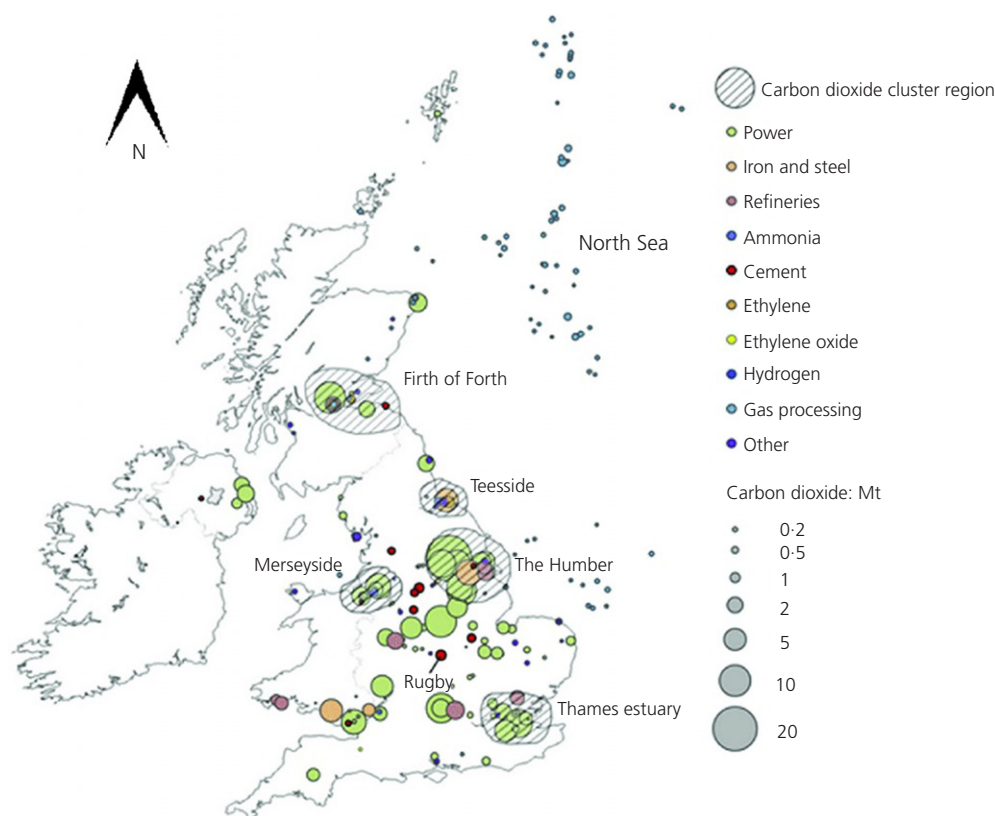 N
North Sea
Firth of Forth
Teesside
Merseyside
The Humber
Rugby
Thames estuary
Carbon dioxide cluster region
Power
Iron and steel
Refineries
Ammonia
Cement
Ethylene
Ethylene oxide
Hydrogen
Gas processing
Other
Carbon dioxide: Mt
0·2
0·5
1
2
5
10
20